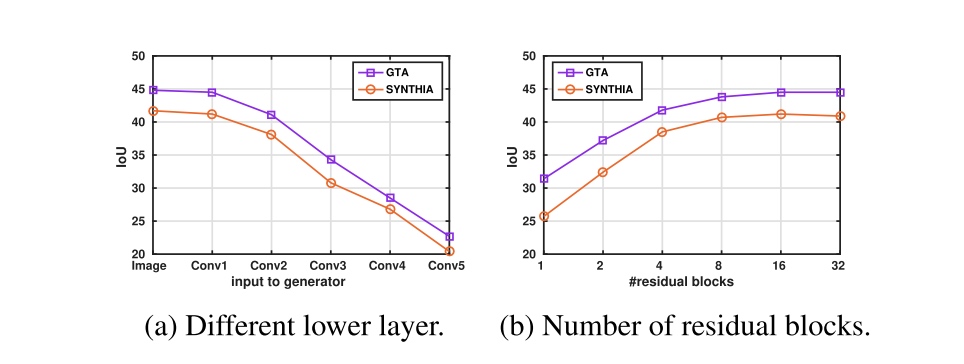 50
45
40
35
30
25
20
IoU
GTA
SYNTHIA
Image Conv1 Conv2 Conv3 Conv4 Conv5
input to generator
(a) Different lower layer.
50
45
40
35
30
25
20
IoU
GTA
SYNTHIA
1 2 4 8 16 32
#residual blocks
(b) Number of residual blocks.